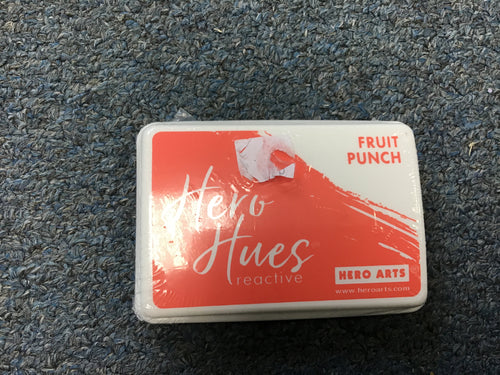 FRUIT
PUNCH
Hero
Hues
reactive
HERO ARTS
www.heroarts.com